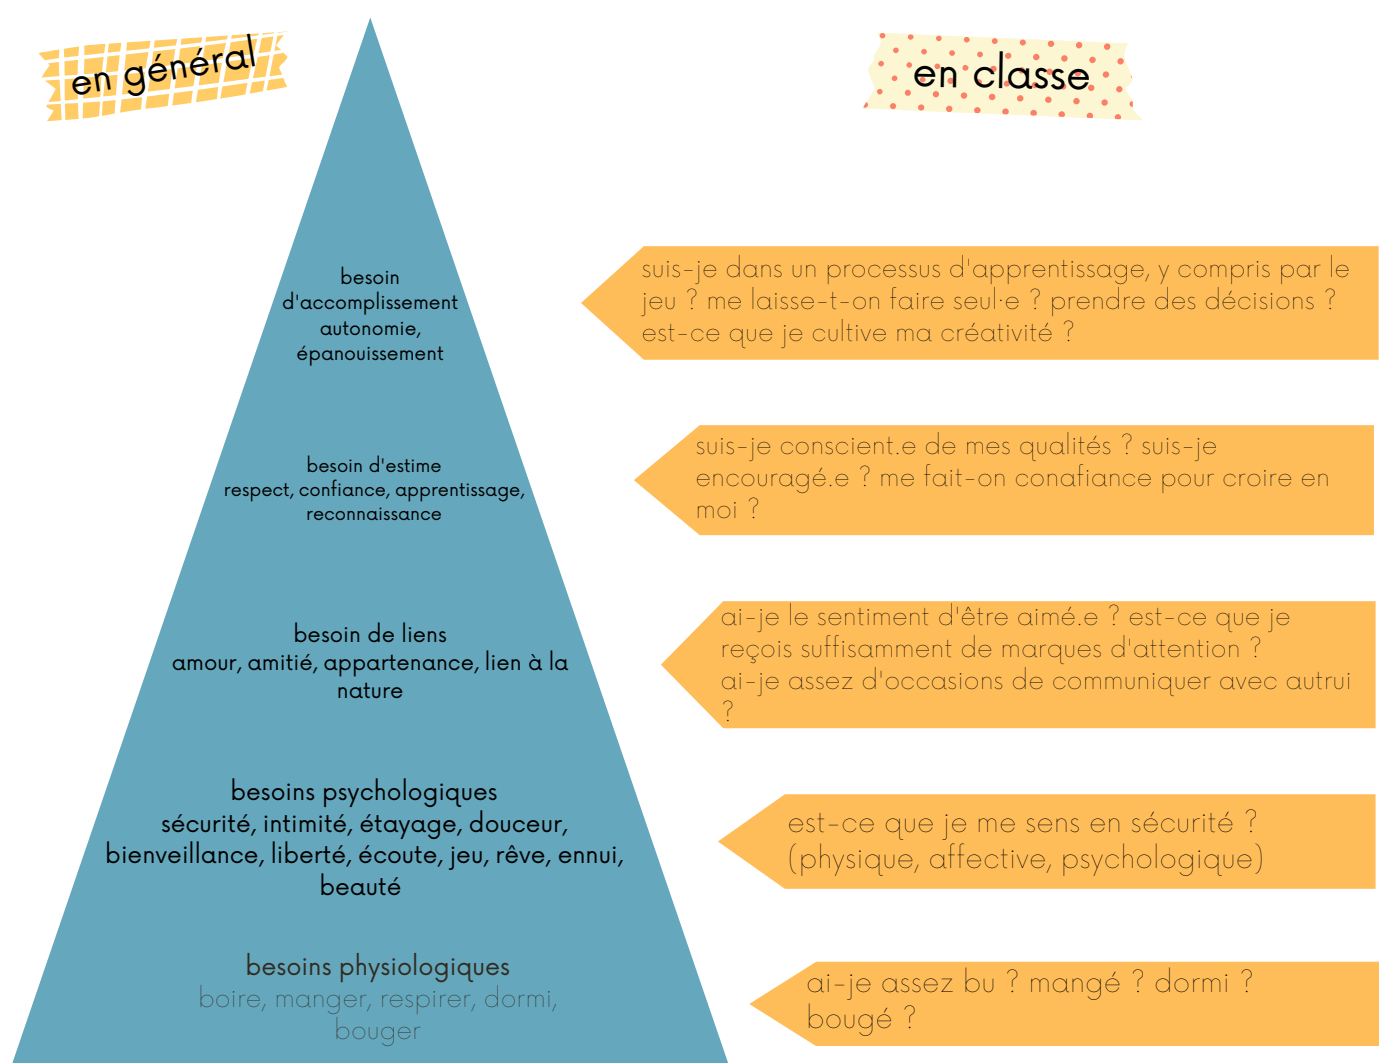 en général
en classe
besoin
d'accomplissement
autonomie,
épanouissement
suis-je dans un processus d'apprentissage, y compris par le
jeu ? me laisse-t-on faire seul·e ? prendre des décisions ?
est-ce que je cultive ma créativité ?
besoin d'estime
respect, confiance, apprentissage,
reconnaissance
suis-je conscient.e de mes qualités ? suis-je
encouragé.e ? me fait-on conafiance pour croire en
moi ?
besoin de liens
amour, amitié, appartenance, lien à la
nature
ai-je le sentiment d'être aimé.e ? est-ce que je
reçois suffisamment de marques d'attention ?
ai-je assez d'occasions de communiquer avec autrui
?
besoins psychologiques
sécurité, intimité, étayage, douceur,
bienveillance, liberté, écoute, jeu, rêve, ennui,
beauté
est-ce que je me sens en sécurité ?
(physique, affective, psychologique)
besoins physiologiques
boire, manger, respirer, dormi,
bouger
ai-je assez bu ? mangé ? dormi ?
bougé ?